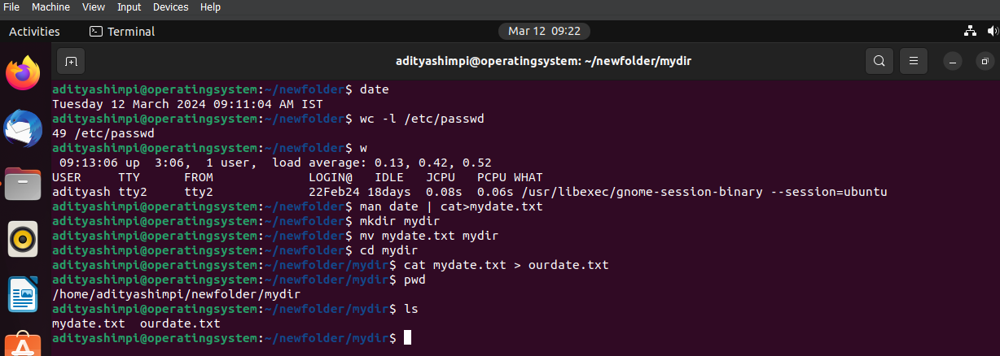 File Machine View Input Devices Help
Activities Terminal Mar 12 09:22
adityashimpi@operatingsystem: ~/newfolder/mydir
adityashimpi@operatingsystem:~/newfolder$ date
Tuesday 12 March 2024 09:11:04 AM IST
adityashimpi@operatingsystem:~/newfolder$ wc -l /etc/passwd
49 /etc/passwd
adityashimpi@operatingsystem:~/newfolder$ w
 09:13:06 up  3:06,  1 user,  load average: 0.13, 0.42, 0.52
USER     TTY      FROM             LOGIN@   IDLE   JCPU   PCPU WHAT
adityash tty2     tty2             22Feb24 18days  0.08s  0.06s /usr/libexec/gnome-session-binary --session=ubuntu
adityashimpi@operatingsystem:~/newfolder$ man date | cat>mydate.txt
adityashimpi@operatingsystem:~/newfolder$ mkdir mydir
adityashimpi@operatingsystem:~/newfolder$ mv mydate.txt mydir
adityashimpi@operatingsystem:~/newfolder$ cd mydir
adityashimpi@operatingsystem:~/newfolder/mydir$ cat mydate.txt > ourdate.txt
adityashimpi@operatingsystem:~/newfolder/mydir$ pwd
/home/adityashimpi/newfolder/mydir
adityashimpi@operatingsystem:~/newfolder/mydir$ ls
mydate.txt  ourdate.txt
adityashimpi@operatingsystem:~/newfolder/mydir$